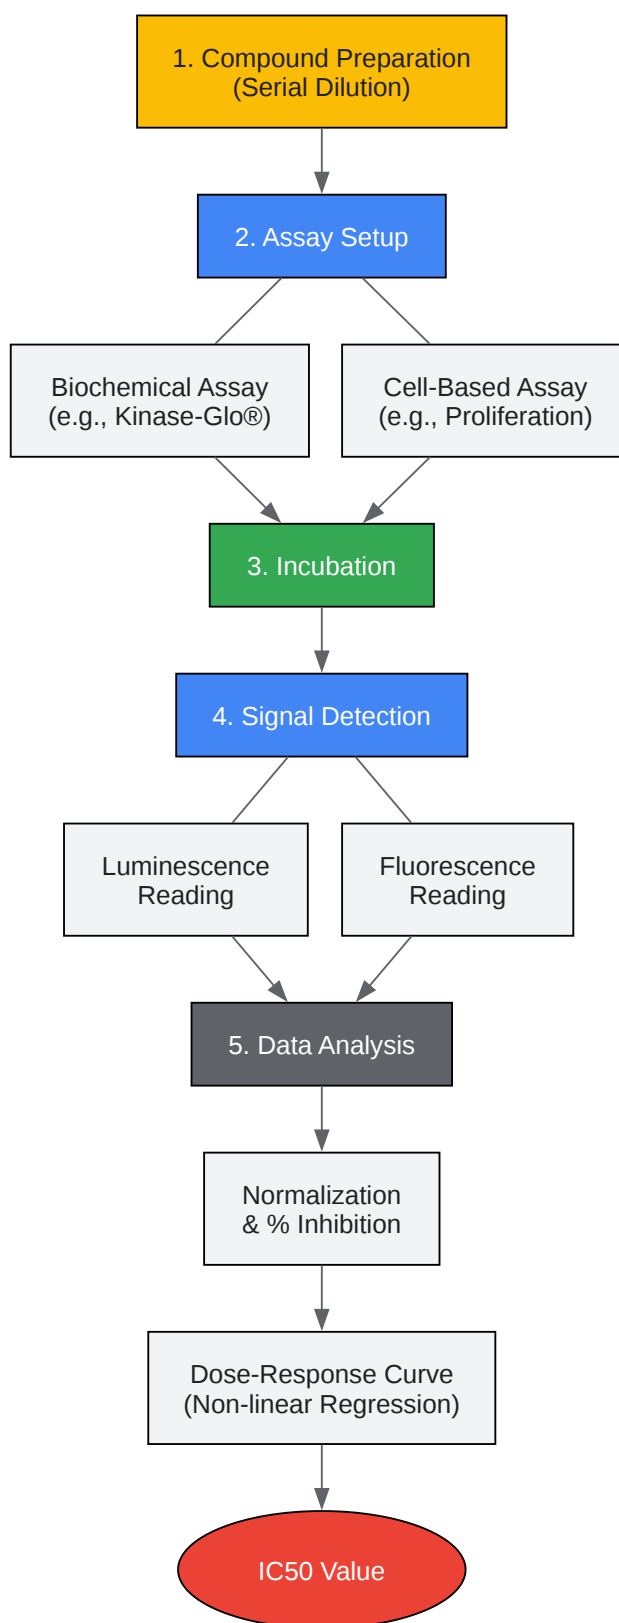 1. Compound Preparation
(Serial Dilution)
2. Assay Setup
Biochemical Assay
(e.g., Kinase-Glo®)
Cell-Based Assay
(e.g., Proliferation)
3. Incubation
4. Signal Detection
Luminescence
Reading
Fluorescence
Reading
5. Data Analysis
Normalization
& % Inhibition
Dose-Response Curve
(Non-linear Regression)
IC50 Value